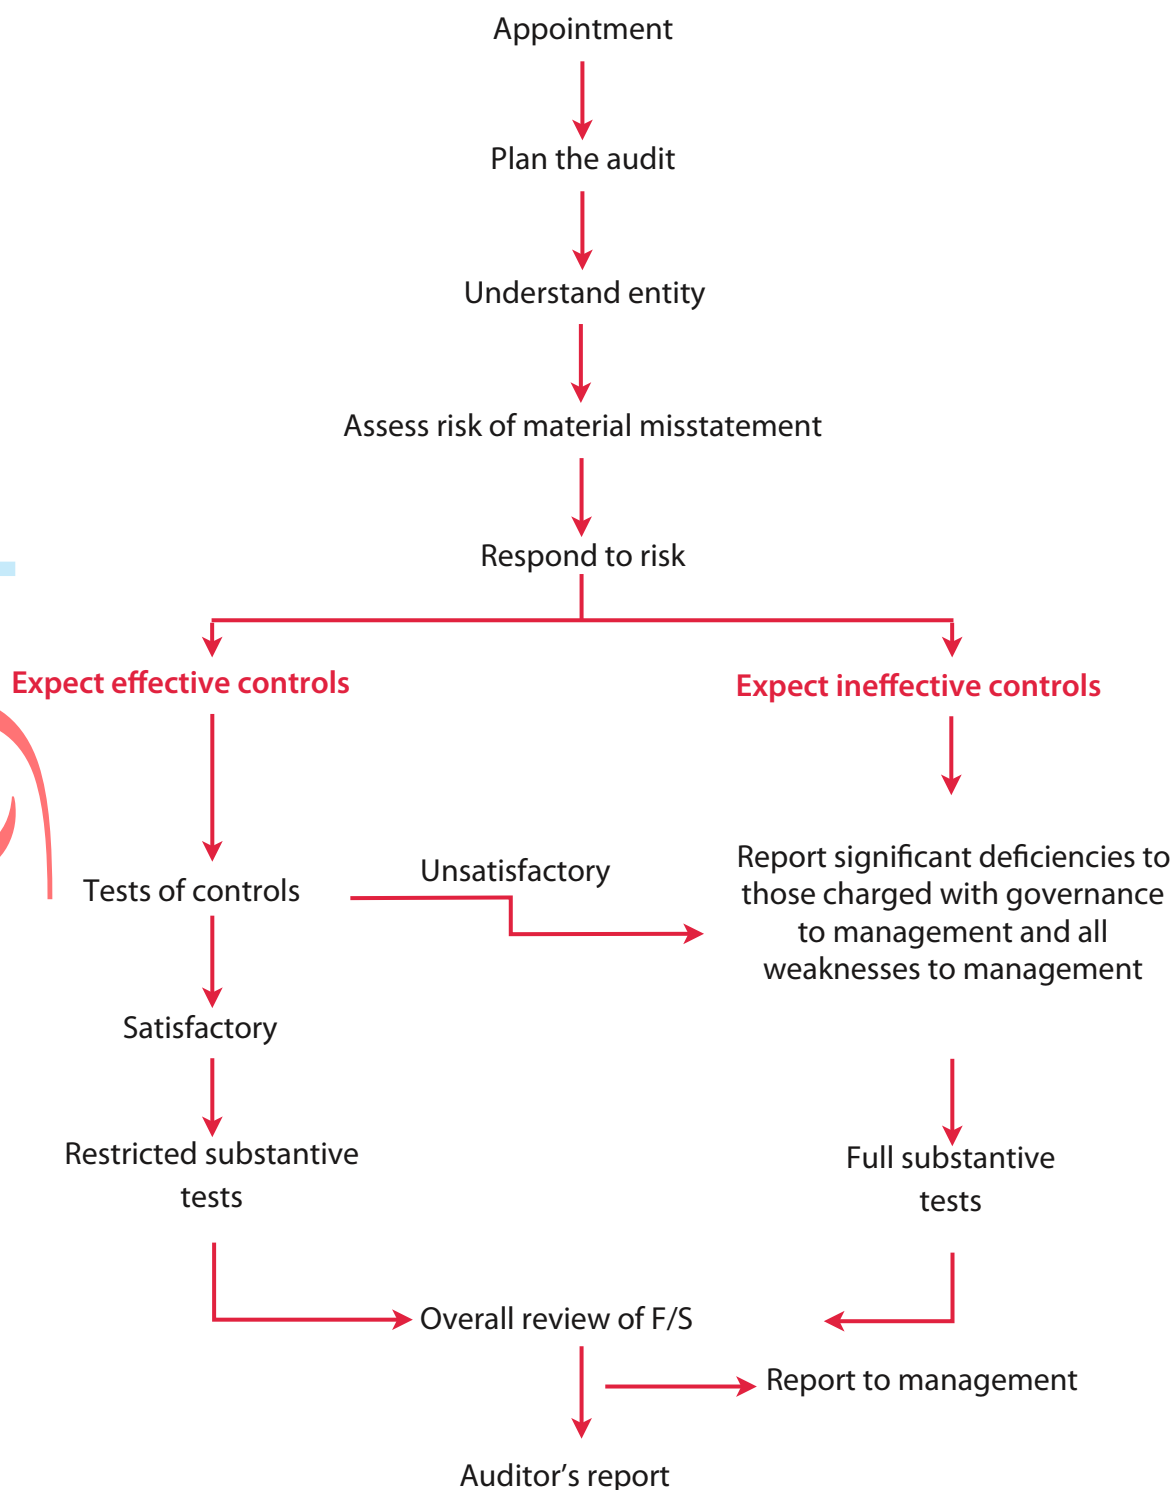 Appointment
Plan the audit
Understand entity
Assess risk of material misstatement
Respond to risk
Expect effective controls
Expect ineffective controls
Tests of controls
Unsatisfactory
Report significant deficiencies to
those charged with governance
to management and all
weaknesses to management
Satisfactory
Restricted substantive
tests
Full substantive
tests
Overall review of F/S
Report to management
Auditor’s report